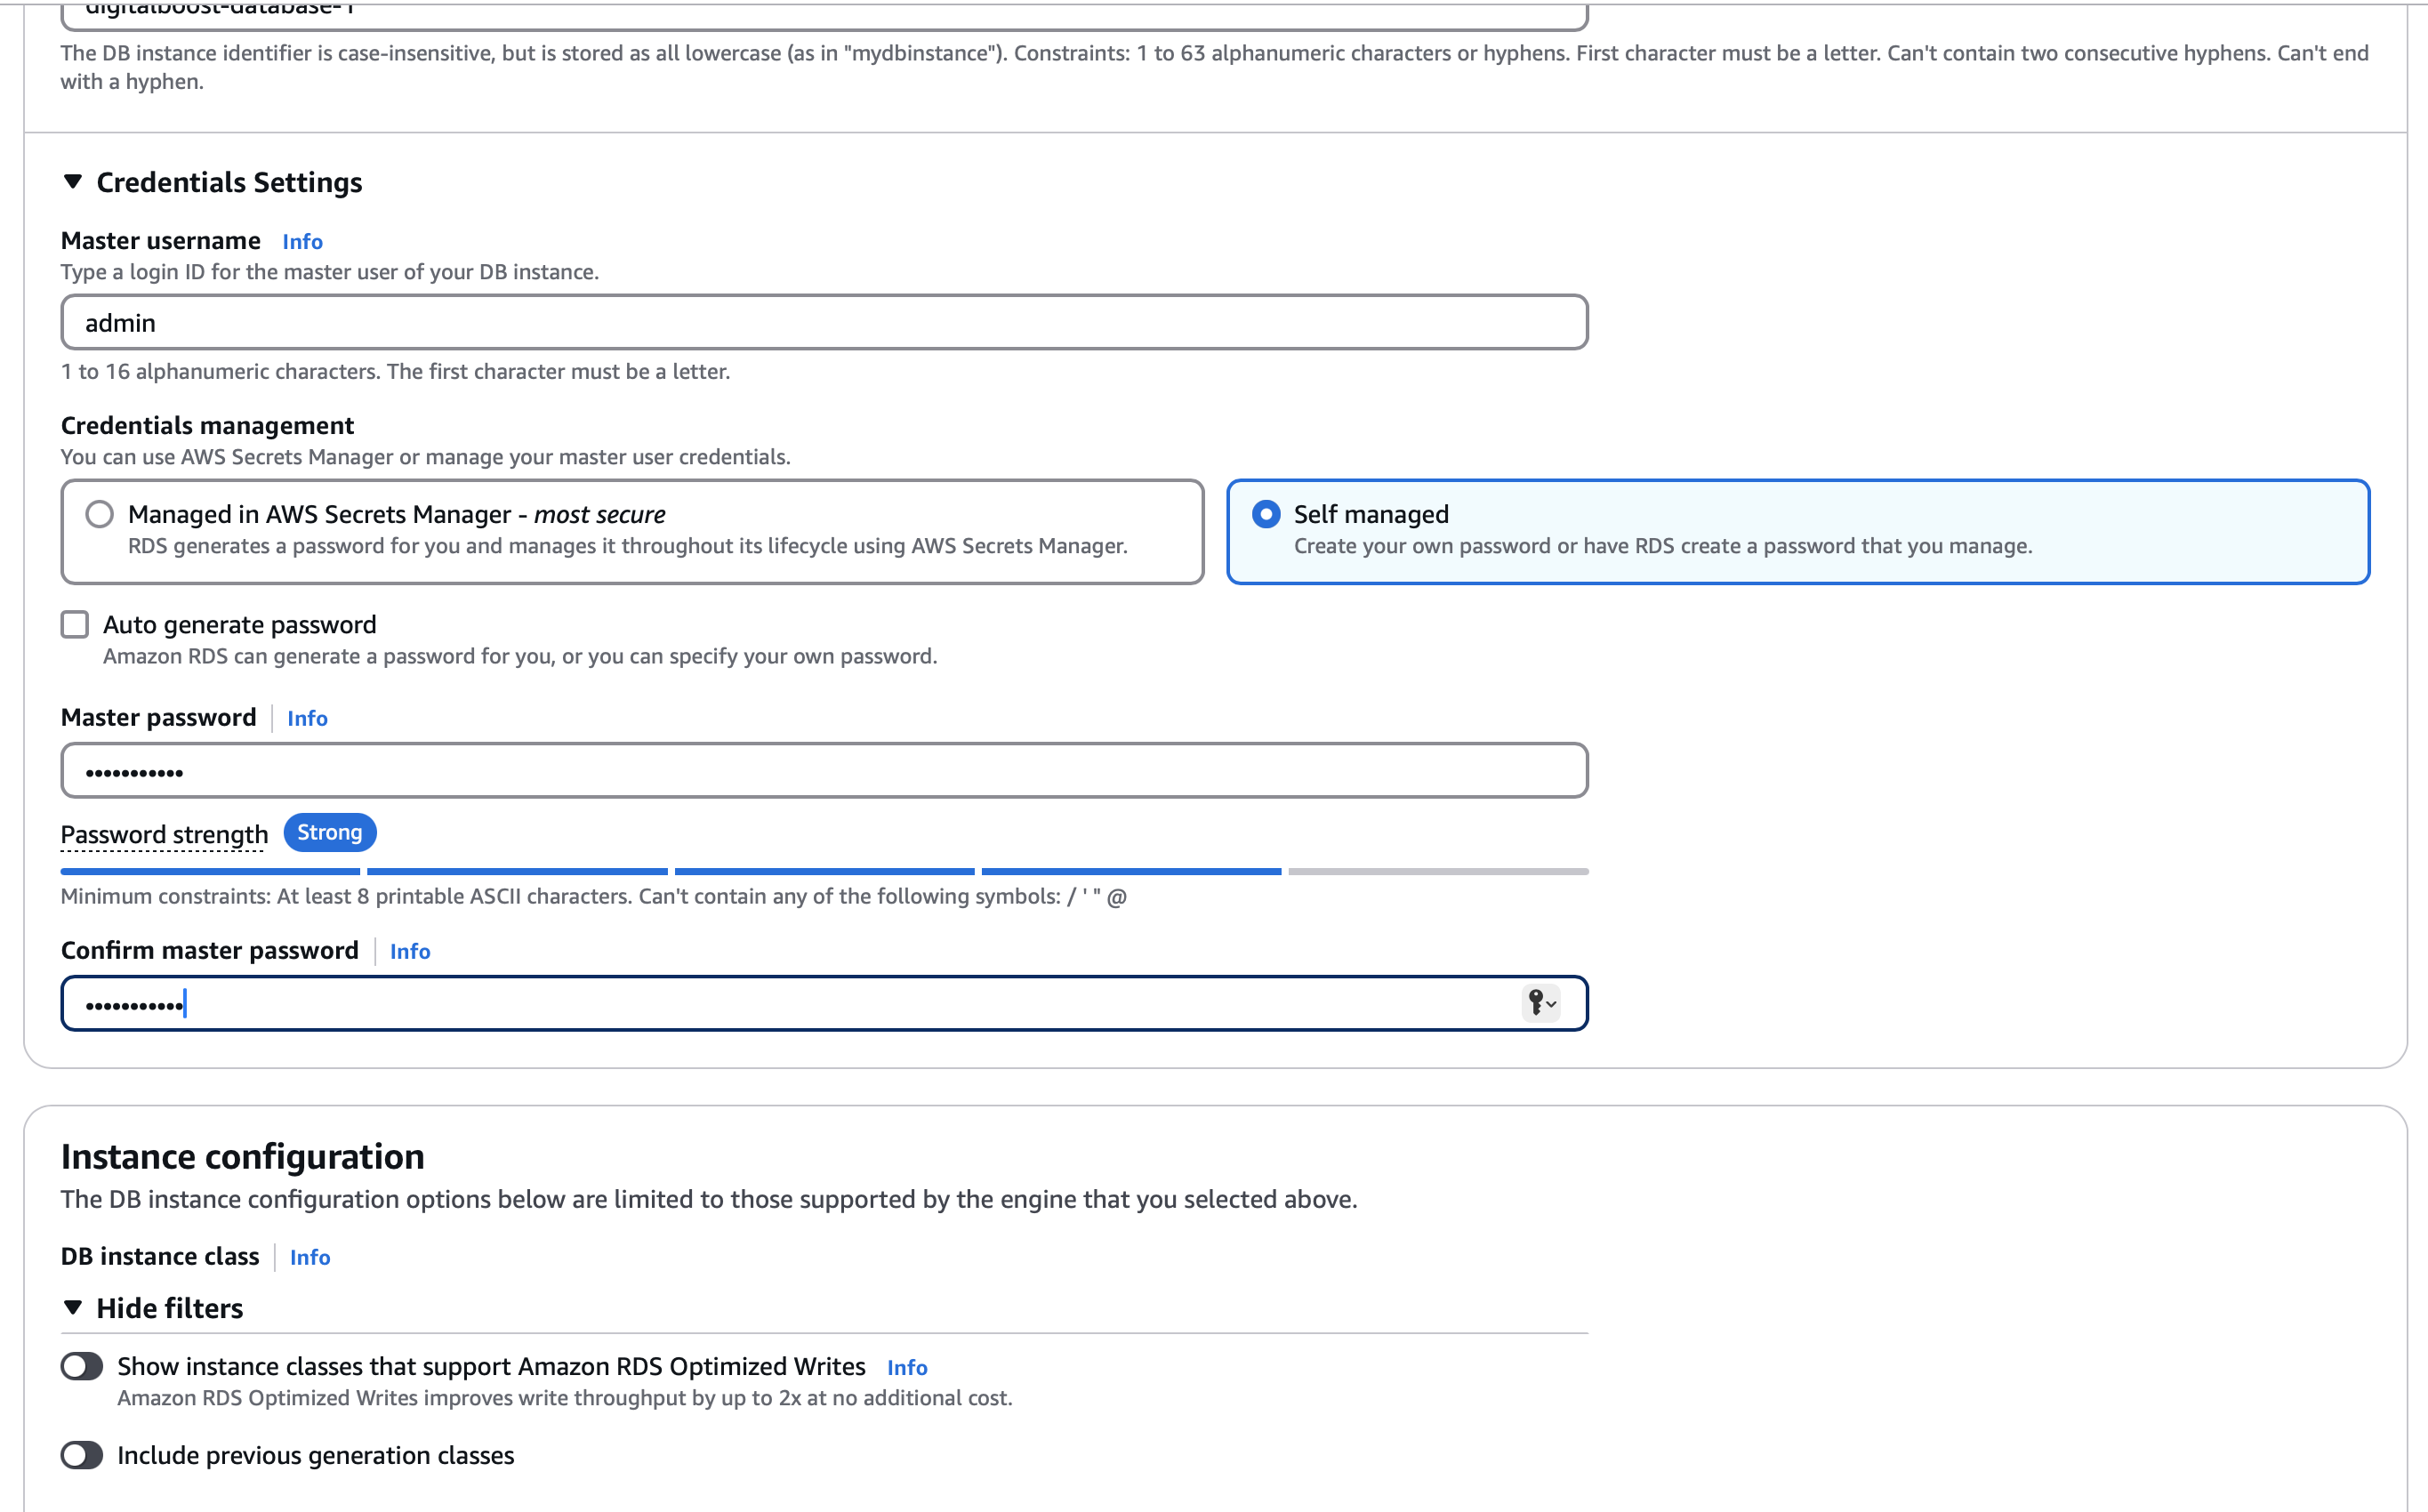 digitalboost-database-1
The DB instance identifier is case-insensitive, but is stored as all lowercase (as in "mydbinstance"). Constraints: 1 to 63 alphanumeric characters or hyphens. First character must be a letter. Can't contain two consecutive hyphens. Can't end
with a hyphen.
Credentials Settings
Master username Info
Type a login ID for the master user of your DB instance.
admin
1 to 16 alphanumeric characters. The first character must be a letter.
Credentials management
You can use AWS Secrets Manager or manage your master user credentials.
Managed in AWS Secrets Manager - most secure
RDS generates a password for you and manages it throughout its lifecycle using AWS Secrets Manager.
Self managed
Create your own password or have RDS create a password that you manage.
Auto generate password
Amazon RDS can generate a password for you, or you can specify your own password.
Master password Info
•••••••••••
Password strength Strong
Minimum constraints: At least 8 printable ASCII characters. Can't contain any of the following symbols: / ' " @
Confirm master password Info
•••••••••••
Instance configuration
The DB instance configuration options below are limited to those supported by the engine that you selected above.
DB instance class Info
Hide filters
Show instance classes that support Amazon RDS Optimized Writes Info
Amazon RDS Optimized Writes improves write throughput by up to 2x at no additional cost.
Include previous generation classes